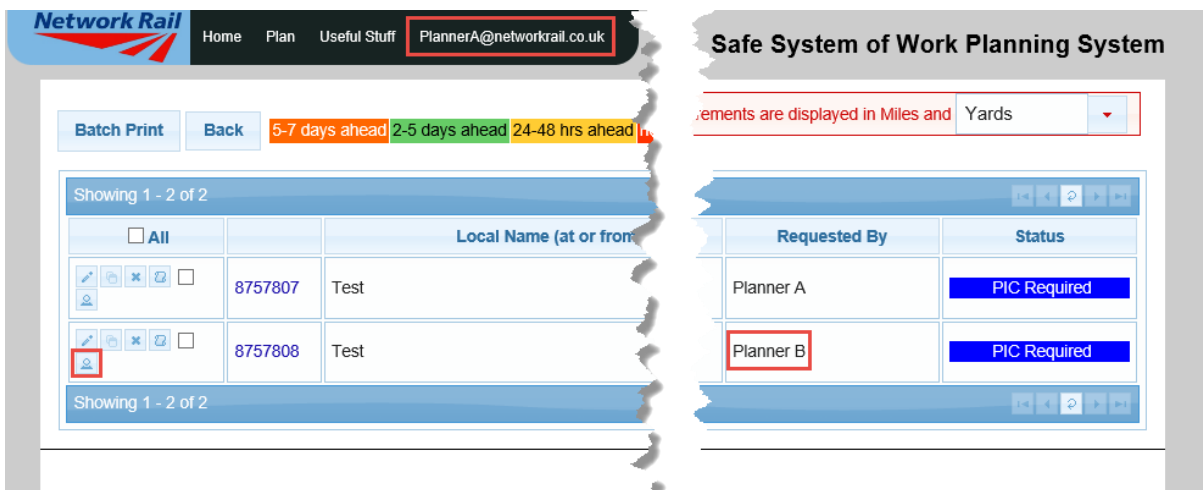 Network Rail
Home Plan Useful Stuff PlannerA@networkrail.co.uk
Safe System of Work Planning System
Batch Print Back 5-7 days ahead 2-5 days ahead 24-48 hrs ahead
are displayed in Miles and Yards
Showing 1 - 2 of 2
All Local Name (at or from Requested By Status
8757807 Test Planner A PIC Required
8757808 Test Planner B PIC Required
Showing 1 - 2 of 2